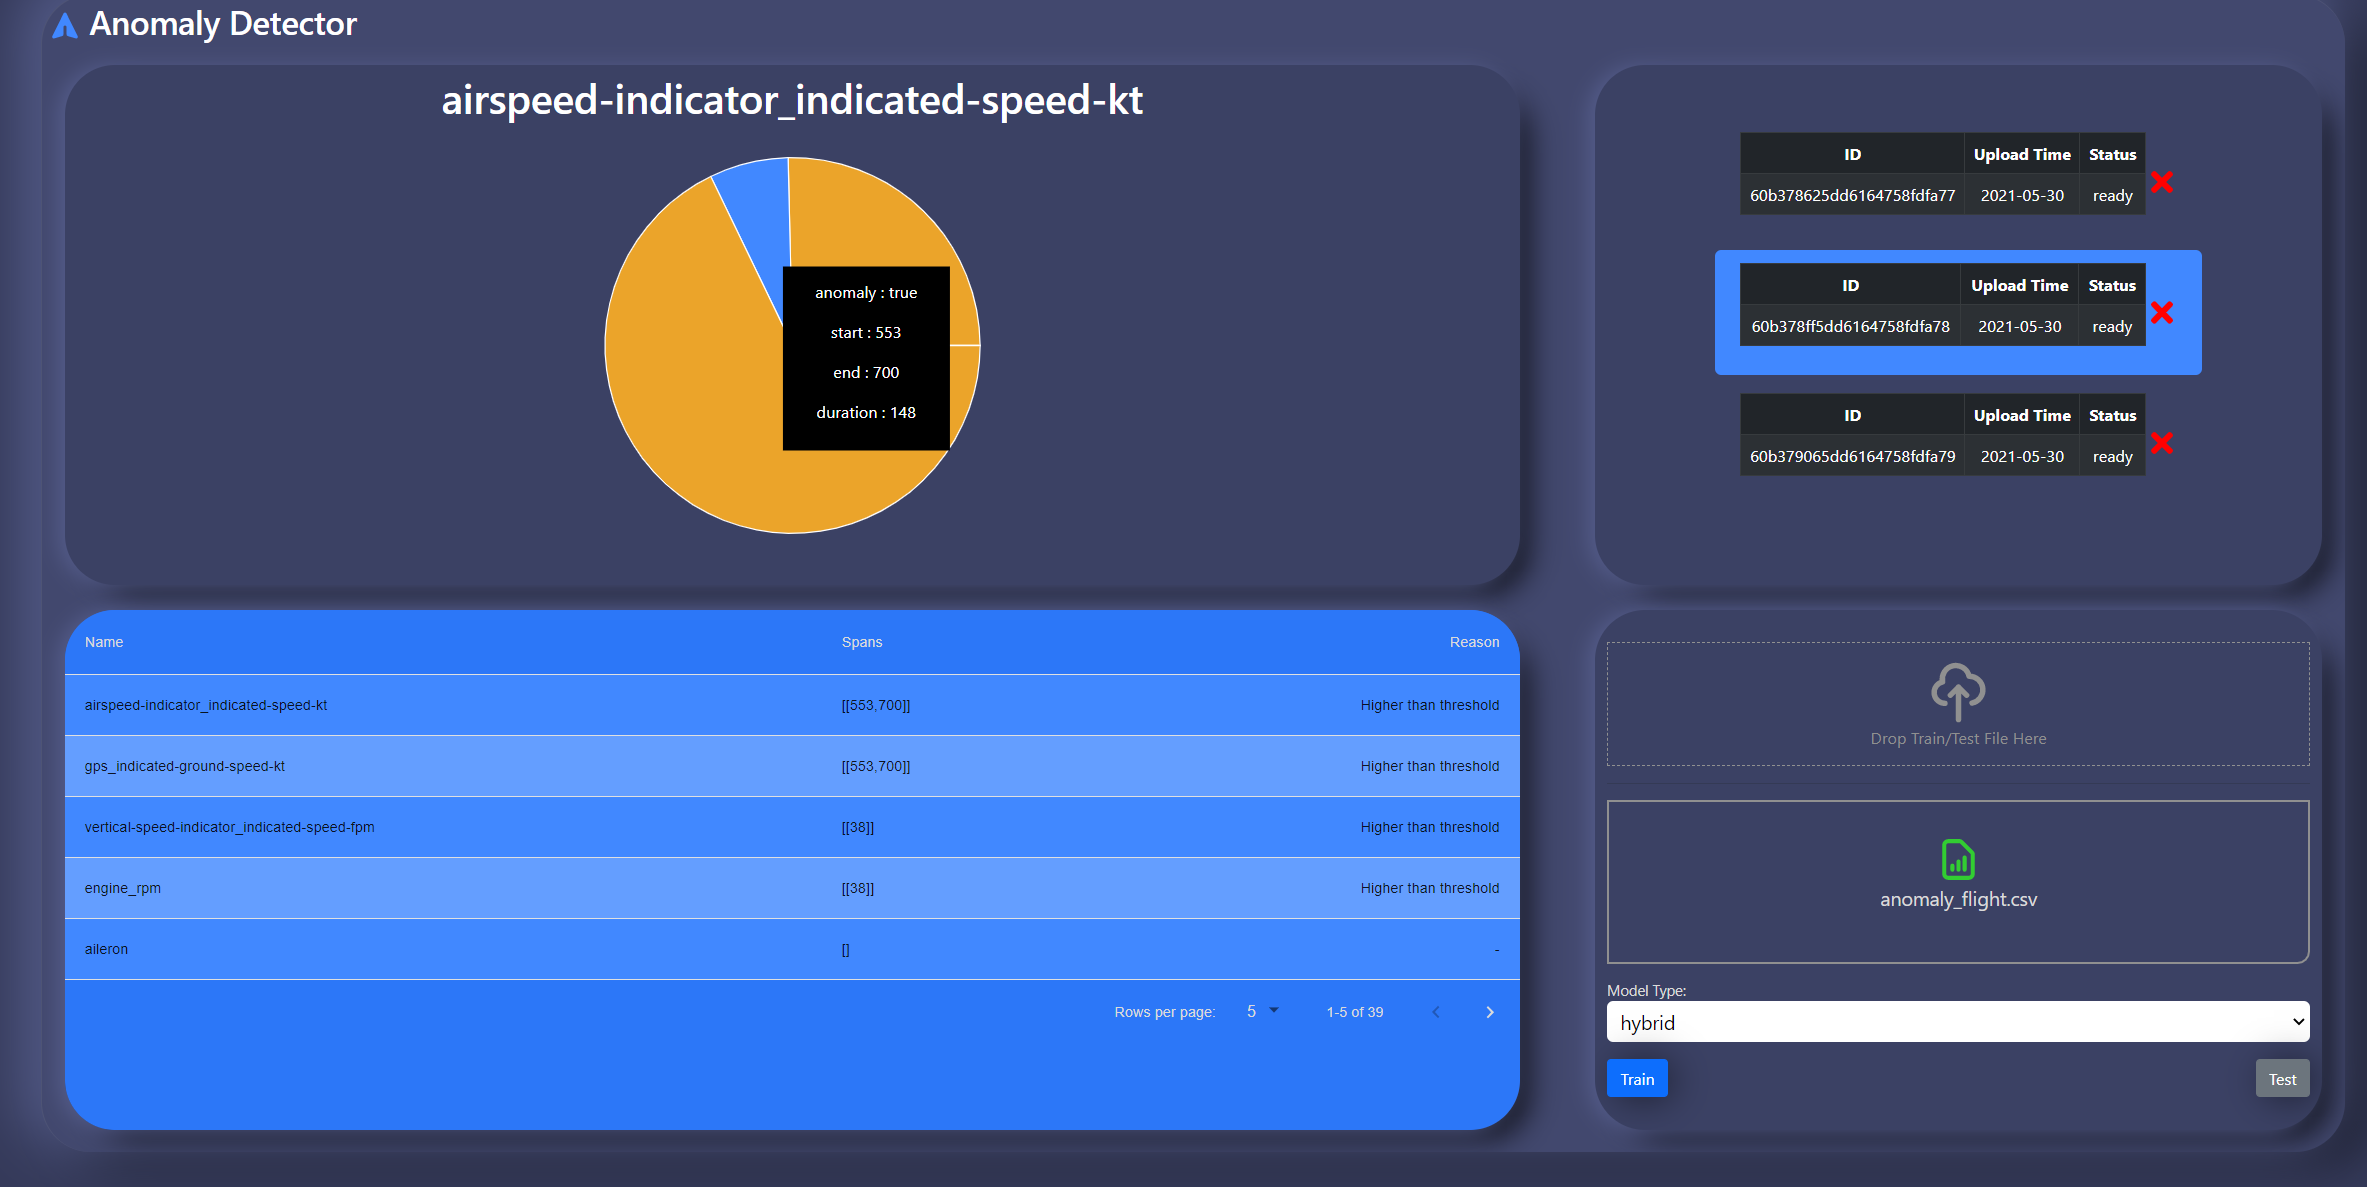 Anomaly Detector
airspeed-indicator_indicated-speed-kt
anomaly : true
start : 553
end : 700
duration : 148
ID Upload Time Status
60b378625dd6164758fdfa77 2021-05-30 ready
ID Upload Time Status
60b378ff5dd6164758fdfa78 2021-05-30 ready
ID Upload Time Status
60b379065dd6164758fdfa79 2021-05-30 ready
Name Spans Reason
airspeed-indicator_indicated-speed-kt [[553,700]] Higher than threshold
gps_indicated-ground-speed-kt [[553,700]] Higher than threshold
vertical-speed-indicator_indicated-speed-fpm [[38]] Higher than threshold
engine_rpm [[38]] Higher than threshold
aileron [] -
Rows per page: 5 1-5 of 39
Drop Train/Test File Here
anomaly_flight.csv
Model Type:
hybrid
Train Test